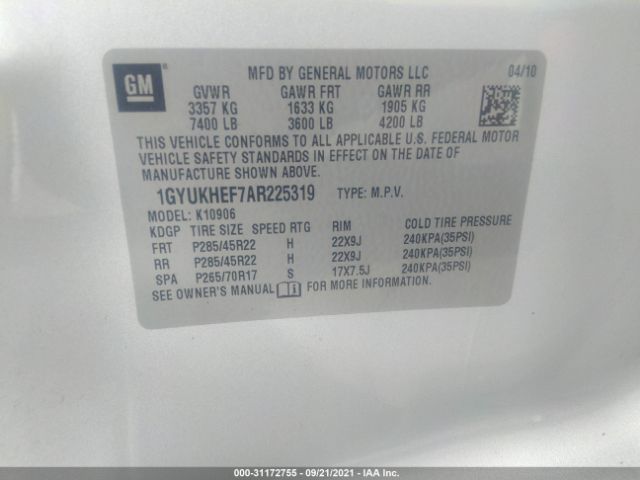 GM
®
MFD BY GENERAL MOTORS LLC 04/10
GVWR GAWR FRT GAWR RR
3357 KG 1633 KG 1905 KG
7400 LB 3600 LB 4200 LB
THIS VEHICLE CONFORMS TO ALL APPLICABLE U.S. FEDERAL MOTOR
VEHICLE SAFETY STANDARDS IN EFFECT ON THE DATE OF
MANUFACTURE SHOWN ABOVE.
1GYUKHEF7AR225319 TYPE: M.P.V.
MODEL: K10906
KDGP TIRE SIZE SPEED RTG RIM COLD TIRE PRESSURE
FRT P285/45R22 H 22X9J 240KPA(35PSI)
RR P285/45R22 H 22X9J 240KPA(35PSI)
SPA P265/70R17 S 17X7.5J 240KPA(35PSI)
SEE OWNER'S MANUAL FOR MORE INFORMATION.
000-31172755 - 09/21/2021 - IAA Inc.